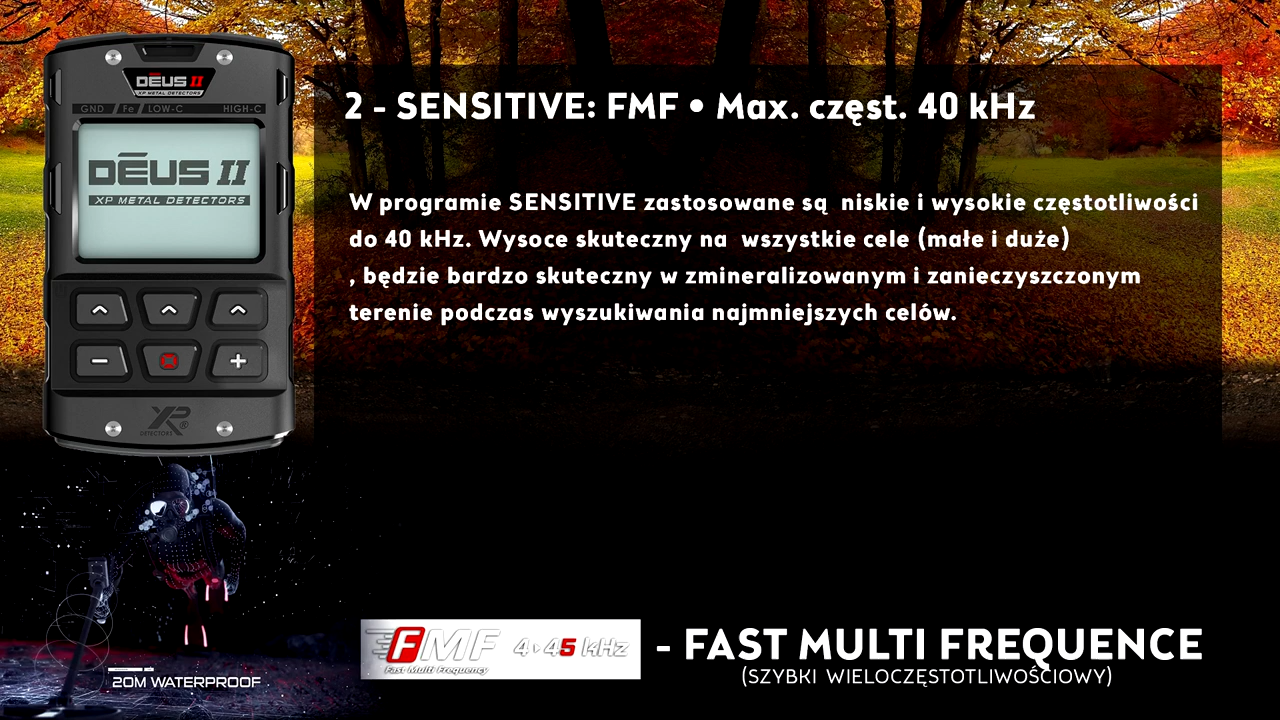 DĒUS II
XP METAL DETECTORS
GND Fe LOW-C HIGH-C
DĒUS II
XP METAL DETECTORS
XP®
DETECTORS
2 - SENSITIVE: FMF • Max. częst. 40 kHz
W programie SENSITIVE zastosowane są niskie i wysokie częstotliwości
do 40 kHz. Wysoce skuteczny na wszystkie cele (małe i duże)
, będzie bardzo skuteczny w zmineralizowanym i zanieczyszczonym
terenie podczas wyszukiwania najmniejszych celów.
20M WATERPROOF
FMF 4 45 kHz
Fast Multi Frequency
- FAST MULTI FREQUENCE
(SZYBKI WIELOCZĘSTOTLIWOŚCIOWY)